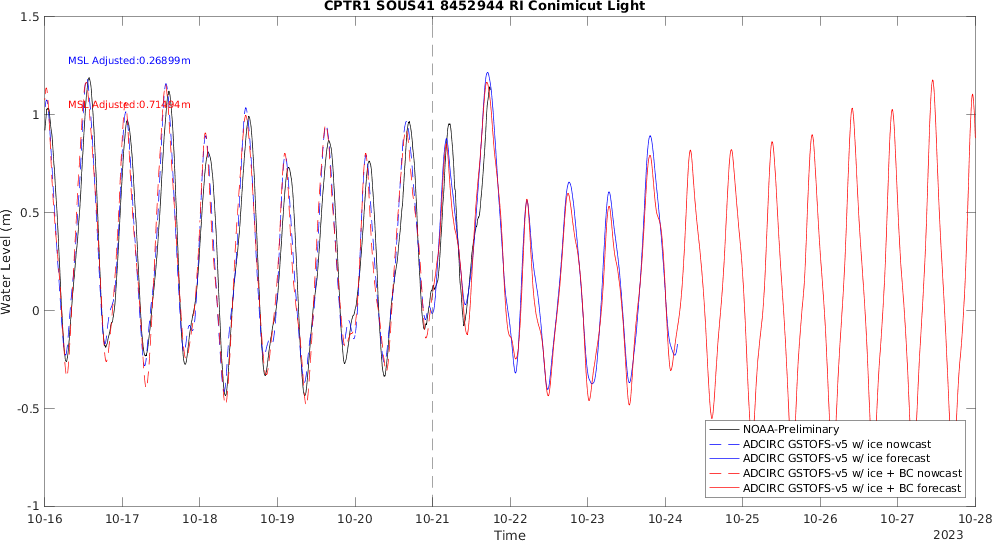 CPTR1 SOUS41 8452944 RI Conimicut Light
1.5
1
0.5
0
-0.5
-1
Water Level (m)
MSL Adjusted:0.26899m
MSL Adjusted:0.71494m
NOAA-Preliminary
ADCIRC GSTOFS-v5 w/ ice nowcast
ADCIRC GSTOFS-v5 w/ ice forecast
ADCIRC GSTOFS-v5 w/ ice + BC nowcast
ADCIRC GSTOFS-v5 w/ ice + BC forecast
10-16 10-17 10-18 10-19 10-20 10-21 10-22 10-23 10-24 10-25 10-26 10-27 10-28
Time
2023